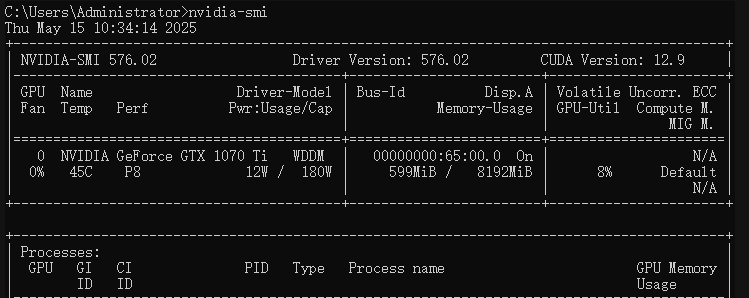 C:\Users\Administrator>nvidia-smi
Thu May 15 10:34:14 2025
+-----------------------------------------------------------------------------------------+
| NVIDIA-SMI 576.02                 Driver Version: 576.02         CUDA Version: 12.9     |
|-----------------------------------------+------------------------+----------------------+
| GPU  Name                  Driver-Model | Bus-Id          Disp.A | Volatile Uncorr. ECC |
| Fan  Temp   Perf          Pwr:Usage/Cap |           Memory-Usage | GPU-Util  Compute M. |
|                                         |                        |               MIG M. |
|=========================================+========================+======================|
|   0  NVIDIA GeForce GTX 1070 Ti   WDDM  |   00000000:65:00.0  On |                  N/A |
|  0%   45C    P8             12W /  180W |     599MiB /   8192MiB |      8%      Default |
|                                         |                        |                  N/A |
+-----------------------------------------+------------------------+----------------------+
+-----------------------------------------------------------------------------------------+
| Processes:                                                                              |
|  GPU   GI   CI              PID   Type   Process name                        GPU Memory |
|        ID   ID                                                               Usage      |